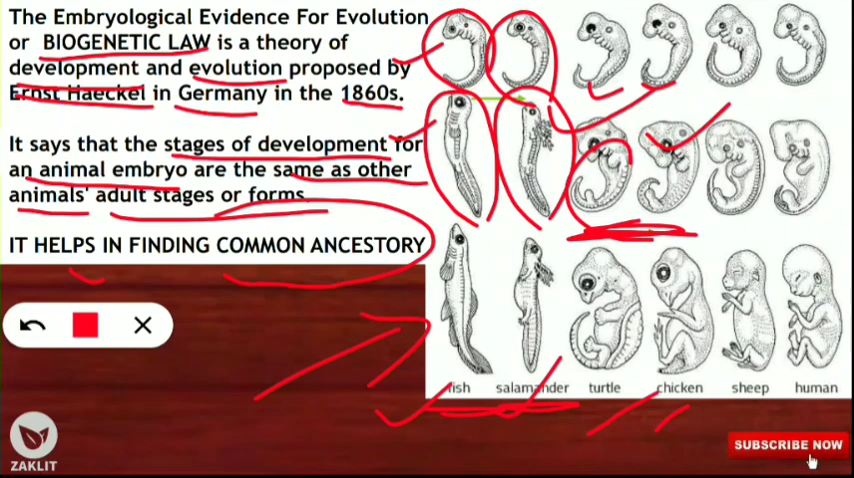 The Embryological Evidence For Evolution
or BIOGENETIC LAW is a theory of
development and evolution proposed by
Ernst Haeckel in Germany in the 1860s.
It says that the stages of development for
an animal embryo are the same as other
animals' adult stages or forms.
IT HELPS IN FINDING COMMON ANCESTORY
fish salamander turtle chicken sheep human
ZAKLIT
SUBSCRIBE NOW